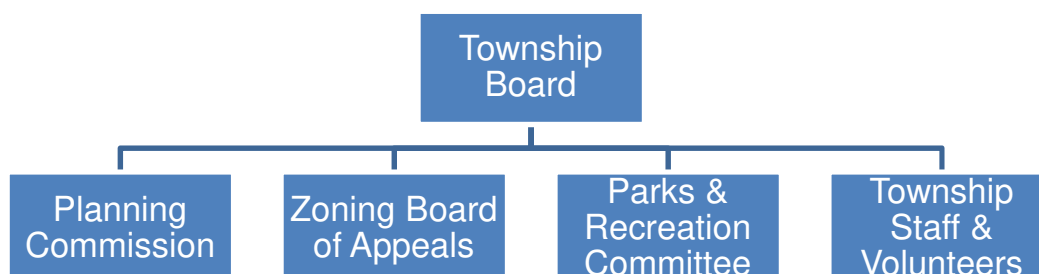 Township
Board
Planning
Commission
Zoning Board
of Appeals
Parks &
Recreation
Committee
Township
Staff &
Volunteers